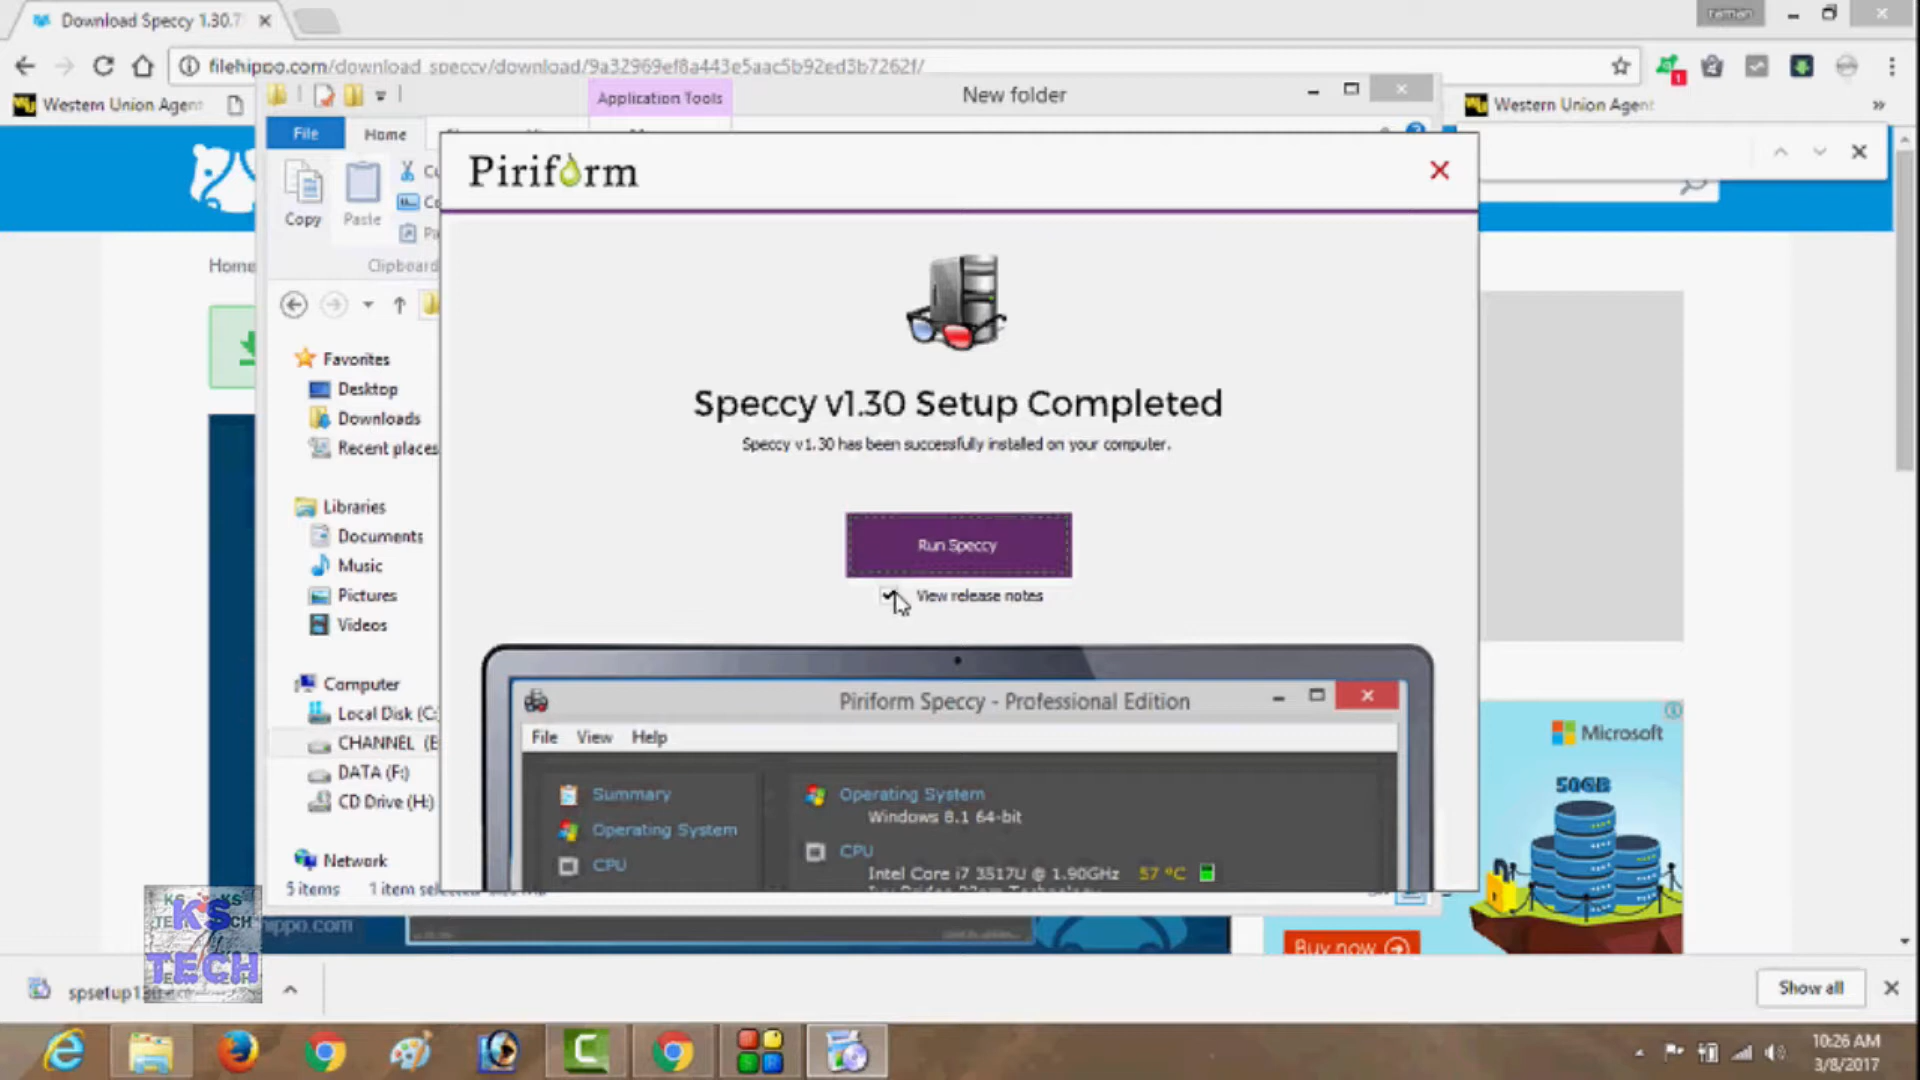 Download Speccy 1.30.7
raman
filehippo.com/download_speccy/download/9a32969ef8a443e5aac5b92ed3b7262f/
Western Union Agent
Western Union Agent
Application Tools
New folder
File
Home
Piriform
Copy
Paste
Clipboard
Home
Favorites
Desktop
Downloads
Recent places
Libraries
Documents
Music
Pictures
Videos
Computer
Local Disk (C:
CHANNEL (E
DATA (F:)
CD Drive (H:)
Network
5 items
Speccy v1.30 Setup Completed
Speccy v1.30 has been successfully installed on your computer.
Run Speccy
View release notes
Piriform Speccy - Professional Edition
File View Help
Summary
Operating System
CPU
Operating System
Windows 8.1 64-bit
CPU
Intel Core i7 3517U @ 1.90GHz 57 °C
Microsoft
50GB
Buy now
hippo.com
KS
TECH
Show all
10:26 AM
3/8/2017